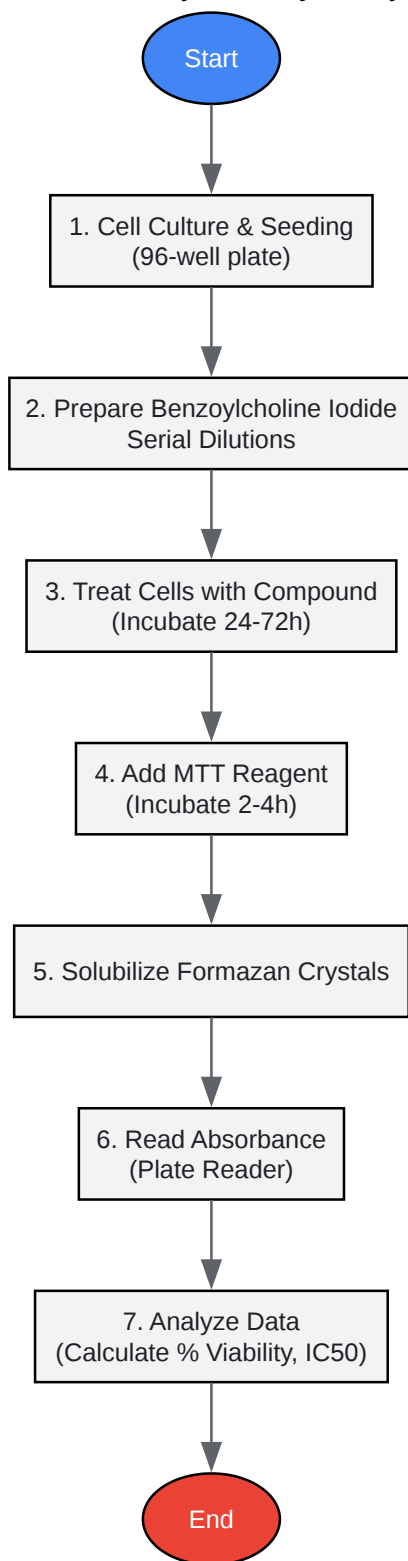 Start
1. Cell Culture & Seeding
(96-well plate)
2. Prepare Benzoylcholine Iodide
Serial Dilutions
3. Treat Cells with Compound
(Incubate 24-72h)
4. Add MTT Reagent
(Incubate 2-4h)
5. Solubilize Formazan Crystals
6. Read Absorbance
(Plate Reader)
7. Analyze Data
(Calculate % Viability, IC50)
End